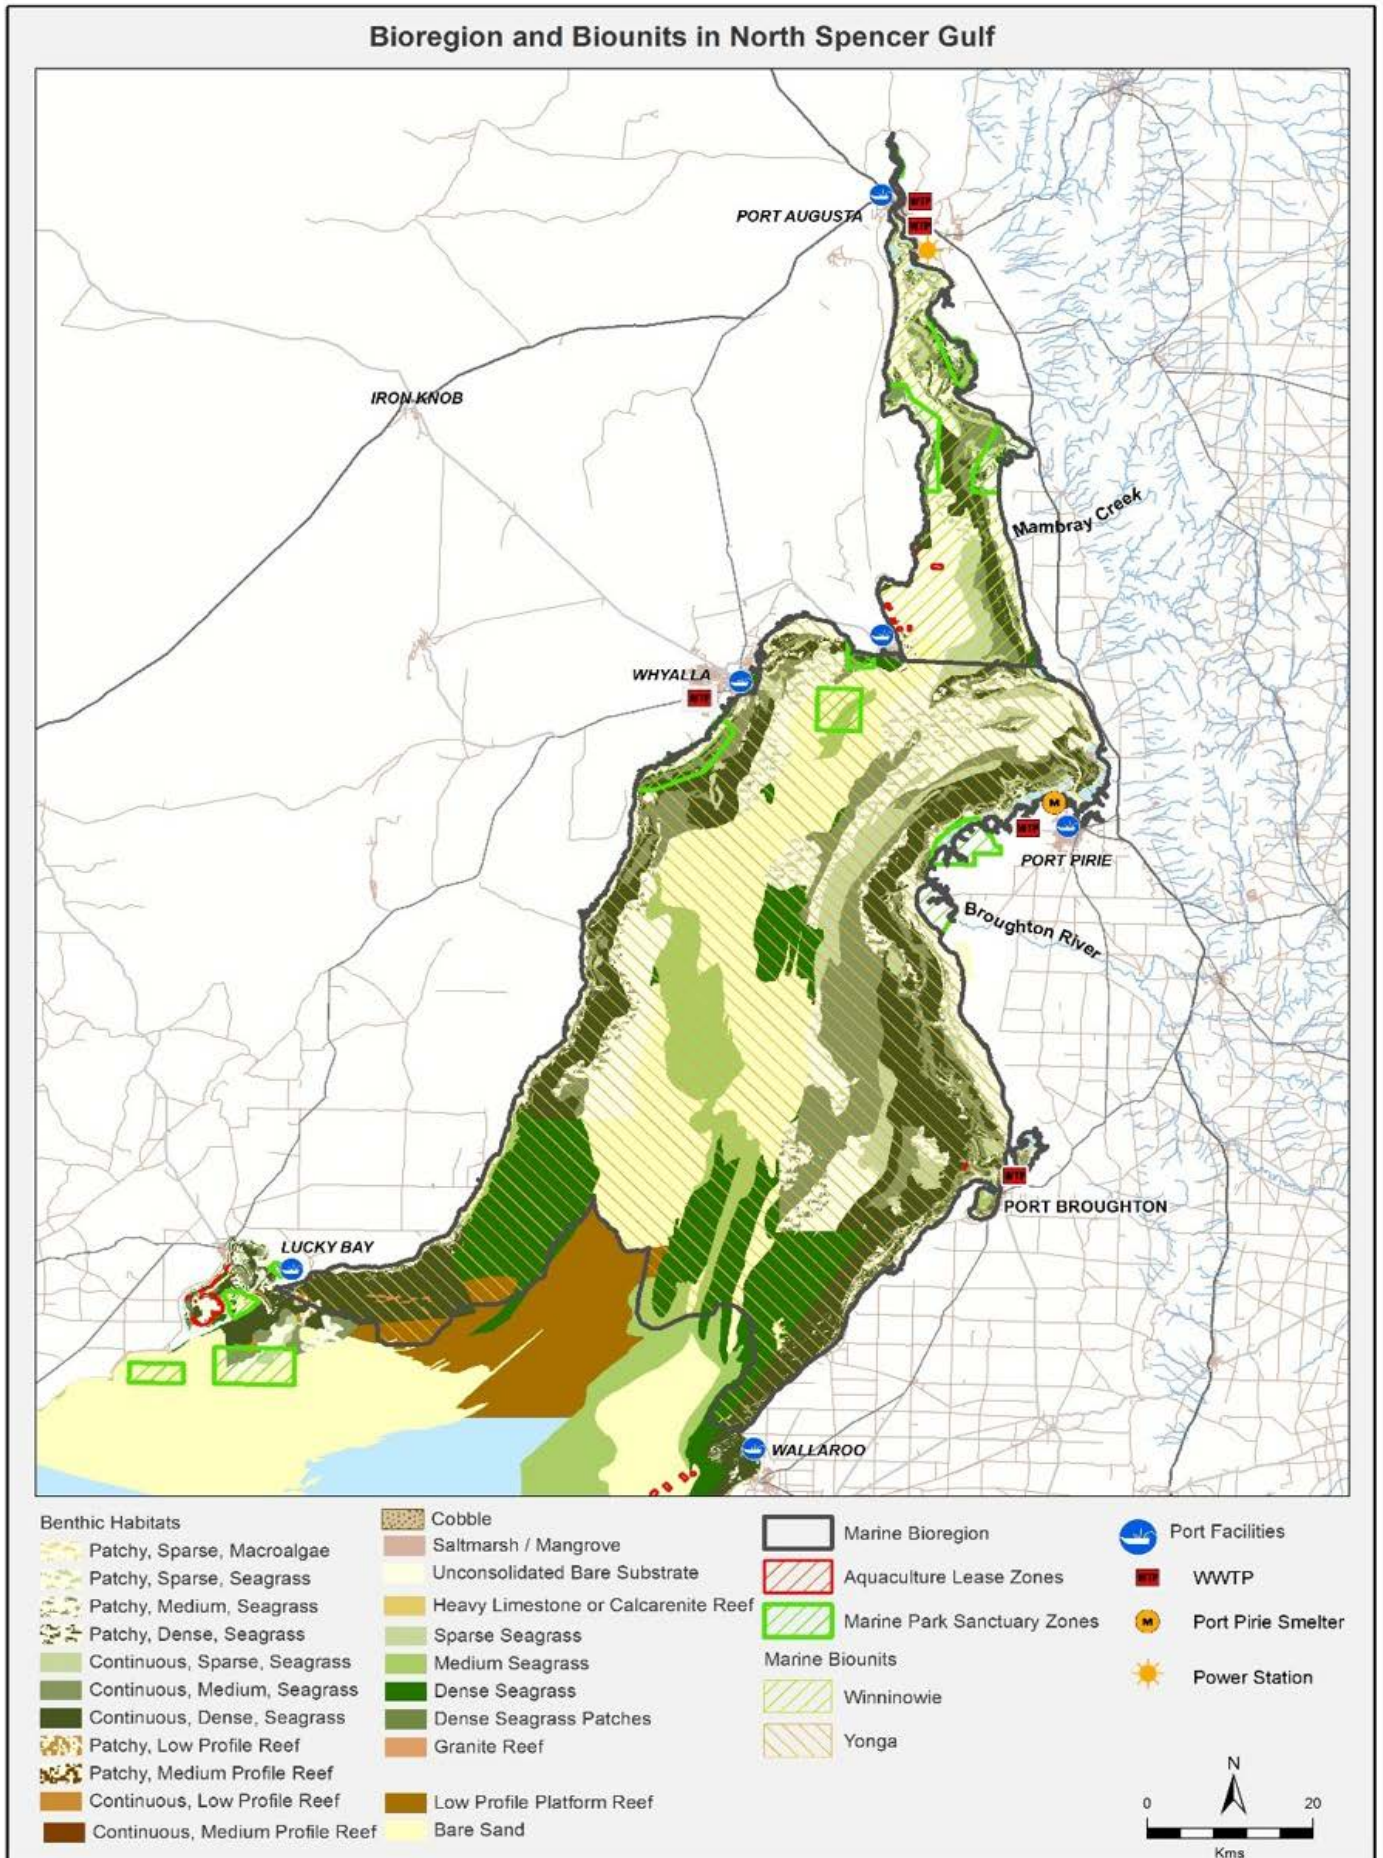 Bioregion and Biounits in North Spencer Gulf
PORT AUGUSTA
WTP
WTP
IRON KNOB
Mambray Creek
WHYALLA
WTP
M
WTP
PORT PIRIE
Broughton River
WTP
PORT BROUGHTON
LUCKY BAY
WALLAROO
Benthic Habitats
Patchy, Sparse, Macroalgae
Patchy, Sparse, Seagrass
Patchy, Medium, Seagrass
Patchy, Dense, Seagrass
Continuous, Sparse, Seagrass
Continuous, Medium, Seagrass
Continuous, Dense, Seagrass
Patchy, Low Profile Reef
Patchy, Medium Profile Reef
Continuous, Low Profile Reef
Continuous, Medium Profile Reef
Cobble
Saltmarsh / Mangrove
Unconsolidated Bare Substrate
Heavy Limestone or Calcarenite Reef
Sparse Seagrass
Medium Seagrass
Dense Seagrass
Dense Seagrass Patches
Granite Reef
Low Profile Platform Reef
Bare Sand
Marine Bioregion
Aquaculture Lease Zones
Marine Park Sanctuary Zones
Marine Biounits
Winninowie
Yonga
Port Facilities
WTP WWTP
M Port Pirie Smelter
Power Station
N
0 20
Kms